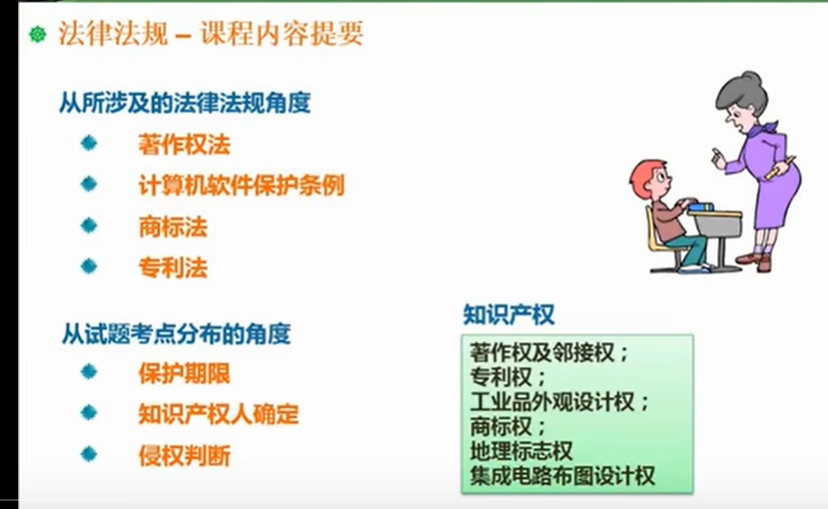 法律法规 – 课程内容提要
从所涉及的法律法规角度
著作权法
计算机软件保护条例
商标法
专利法
从试题考点分布的角度
保护期限
知识产权人确定
侵权判断
知识产权
著作权及邻接权；
专利权；
工业品外观设计权；
商标权；
地理标志权
集成电路布图设计权